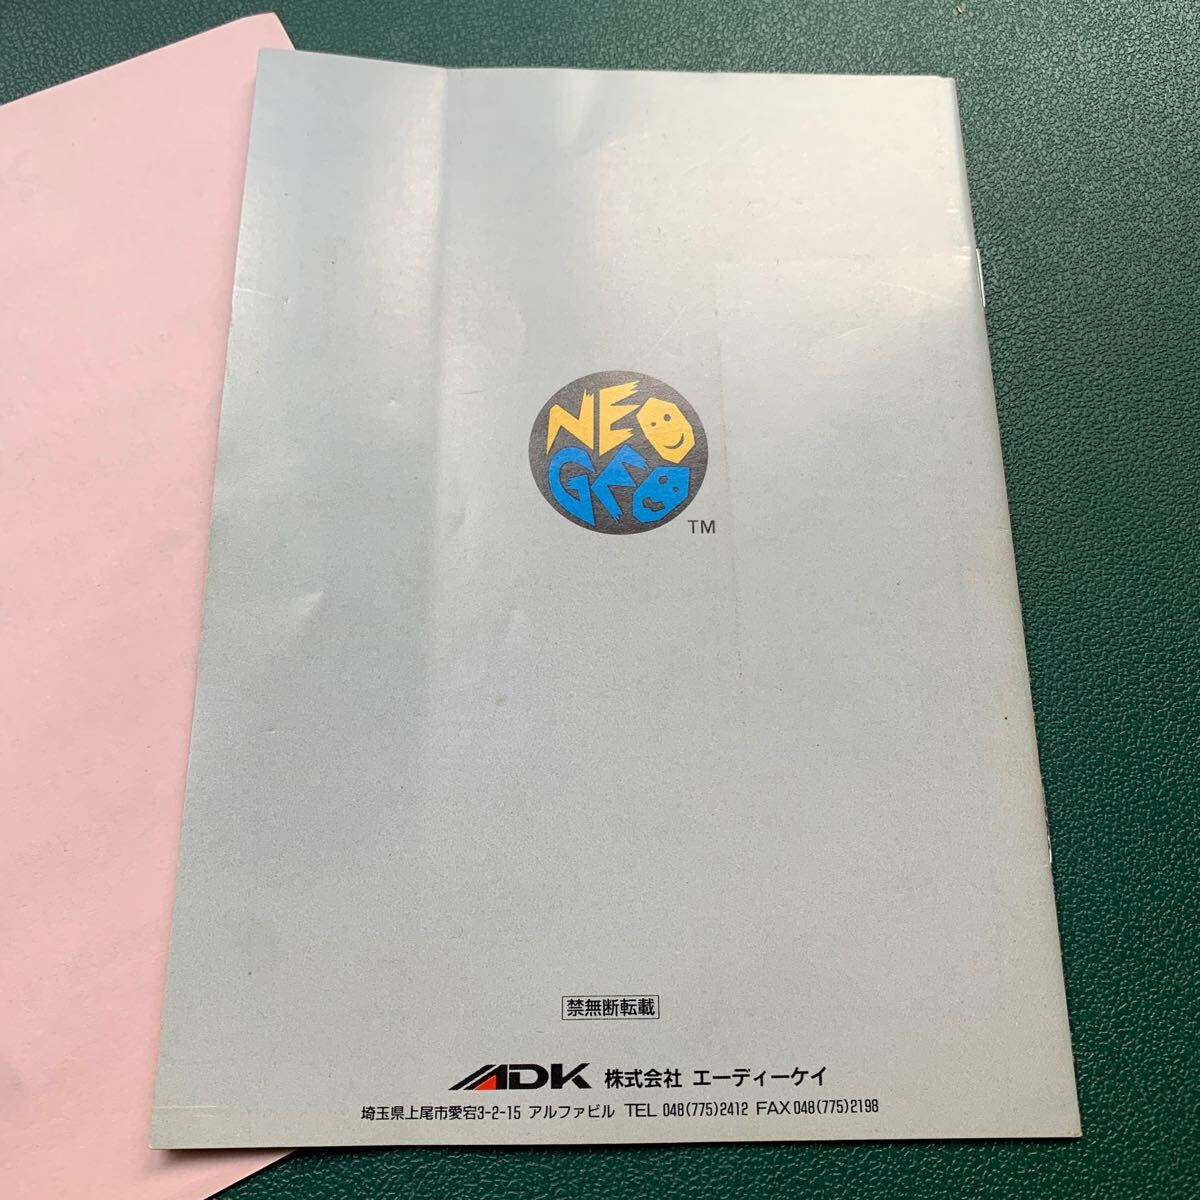 NEO
GEO
TM
禁無断転載
ADK 株式会社 エーディーケイ
埼玉県上尾市愛宕3-2-15 アルファビル TEL 048(775)2412 FAX 048(775)2198